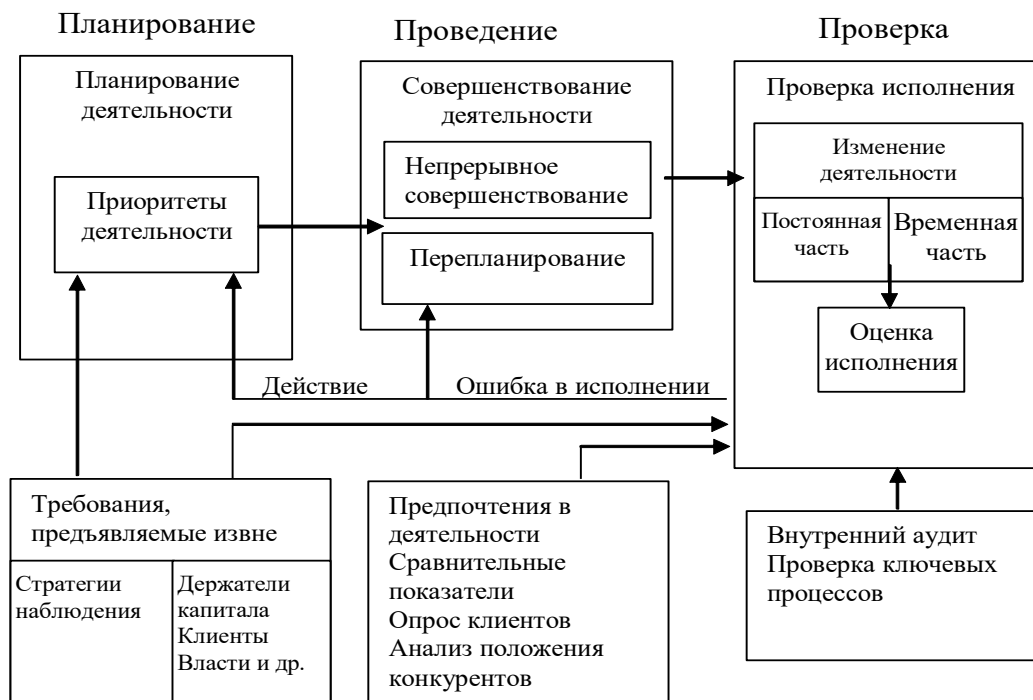 Планирование
Проведение
Проверка
Планирование
деятельности
Приоритеты
деятельности
Совершенствование
деятельности
Непрерывное
совершенствование
Перепланирование
Проверка исполнения
Изменение
деятельности
Постоянная
часть
Временная
часть
Оценка
исполнения
Действие
Ошибка в исполнении
Требования,
предъявляемые извне
Стратегии
наблюдения
Держатели
капитала
Клиенты
Власти и др.
Предпочтения в
деятельности
Сравнительные
показатели
Опрос клиентов
Анализ положения
конкурентов
Внутренний аудит
Проверка ключевых
процессов